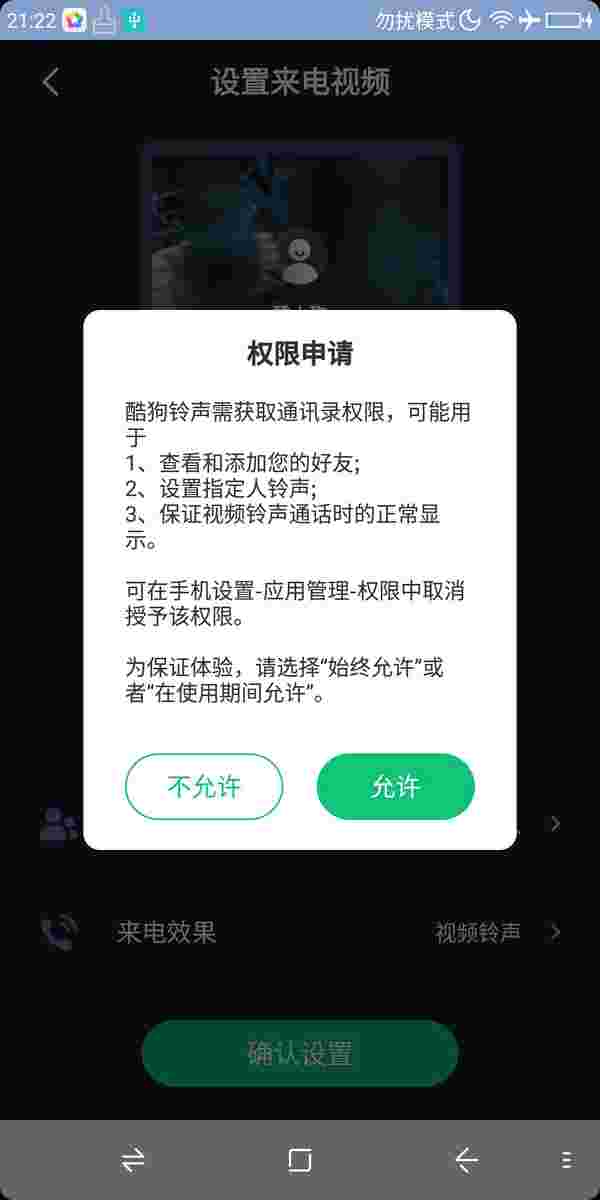 21:22
勿扰模式
设置来电视频
权限申请
酷狗铃声需获取通讯录权限，可能用
于
1、查看和添加您的好友;
2、设置指定人铃声;
3、保证视频铃声通话时的正常显
示。
可在手机设置-应用管理-权限中取消
授予该权限。
为保证体验，请选择“始终允许”或
者“在使用期间允许”。
不允许
允许
来电效果
视频铃声
确认设置